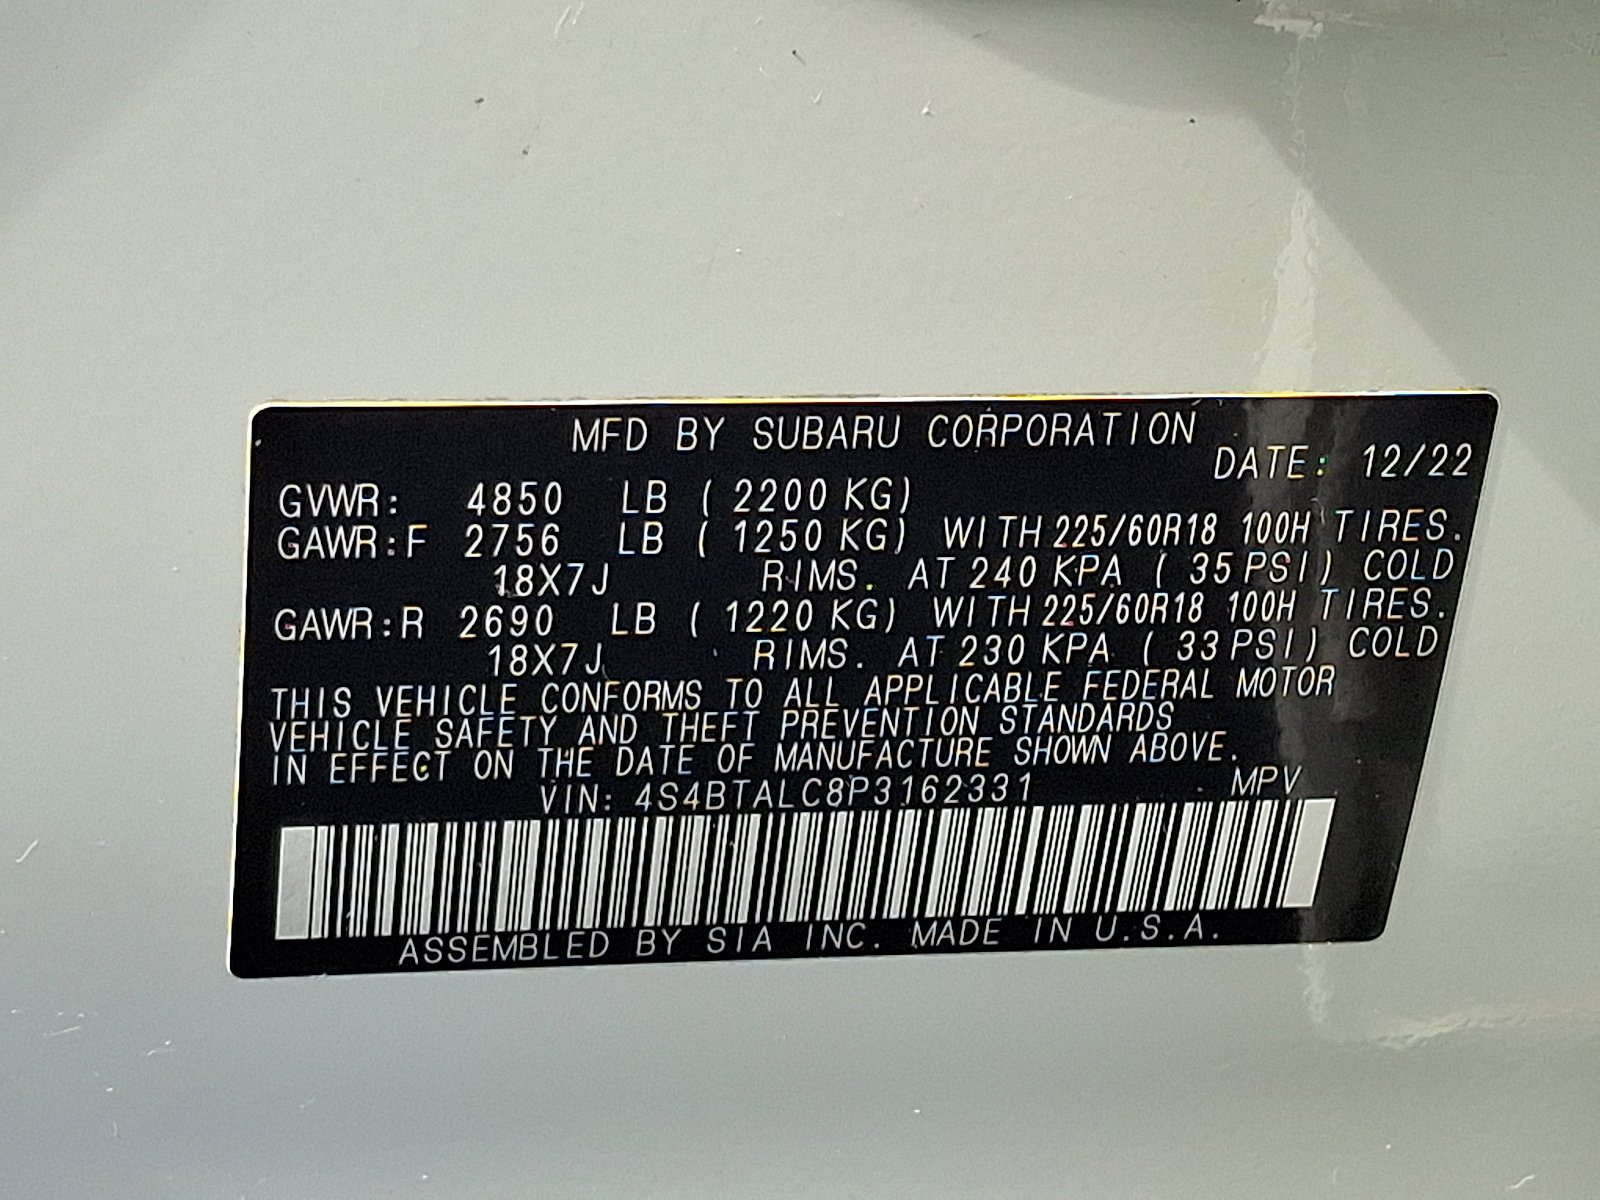 MFD BY SUBARU CORPORATION
DATE: 12/22
GVWR: 4850 LB ( 2200 KG)
GAWR:F 2756 LB ( 1250 KG) WITH 225/60R18 100H TIRES.
18X7J RIMS. AT 240 KPA ( 35 PSI) COLD
GAWR:R 2690 LB ( 1220 KG) WITH 225/60R18 100H TIRES.
18X7J RIMS. AT 230 KPA ( 33 PSI) COLD
THIS VEHICLE CONFORMS TO ALL APPLICABLE FEDERAL MOTOR
VEHICLE SAFETY AND THEFT PREVENTION STANDARDS
IN EFFECT ON THE DATE OF MANUFACTURE SHOWN ABOVE.
VIN: 4S4BTALC8P3162331 MPV
ASSEMBLED BY SIA INC. MADE IN U.S.A.